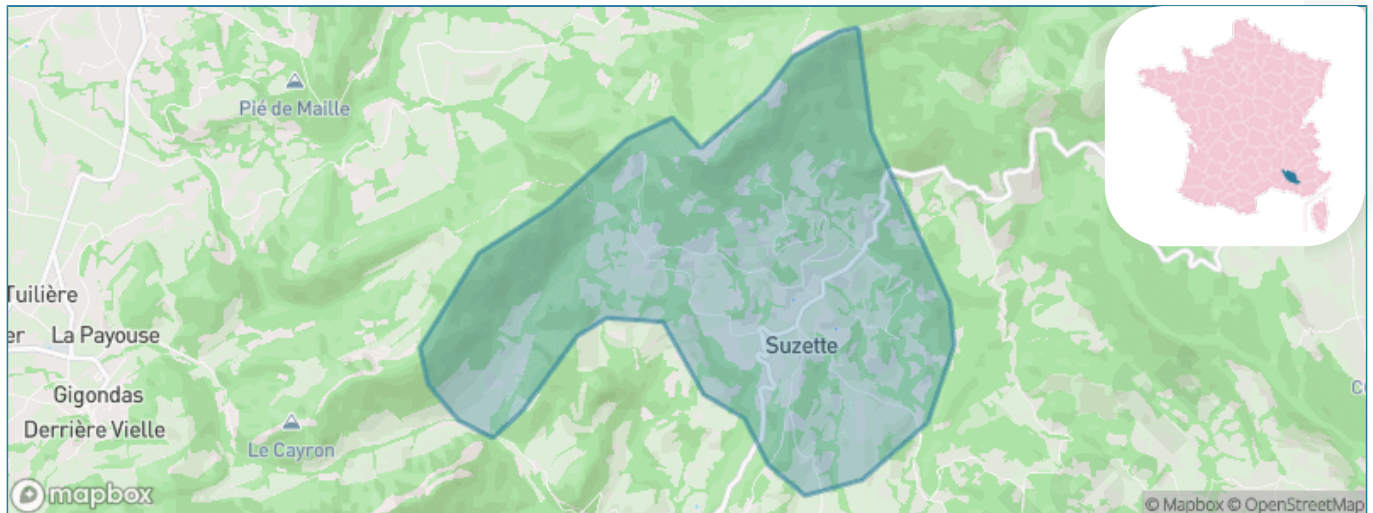 Pié de Maille
Tuilière
er
La Payouse
Suzette
Gigondas
Derrière Vielle
Le Cayron
mapbox
© Mapbox © OpenStreetMap